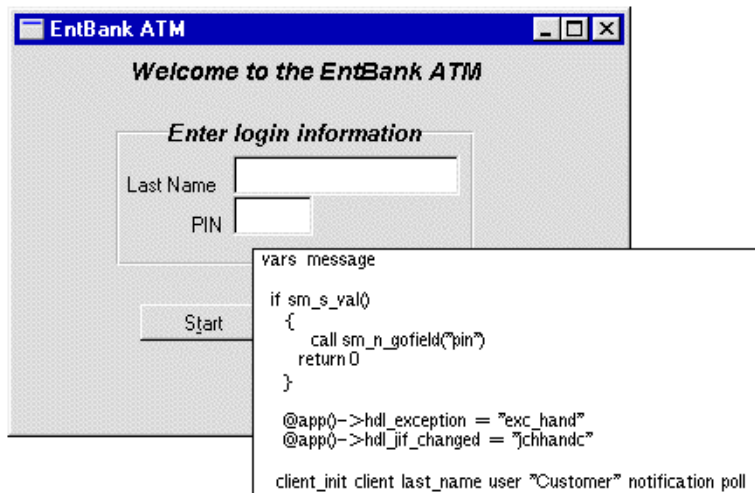 EntBank ATM
Welcome to the EntBank ATM
Enter login information
Last Name
PIN
Start
vars message
if sm_s_val()
{
call sm_n_gofield("pin")
return 0
}
@app()->hdl_exception = "exc_hand"
@app()->hdl_jif_changed = "jchhandc"
client_init client last_name user "Customer" notification poll